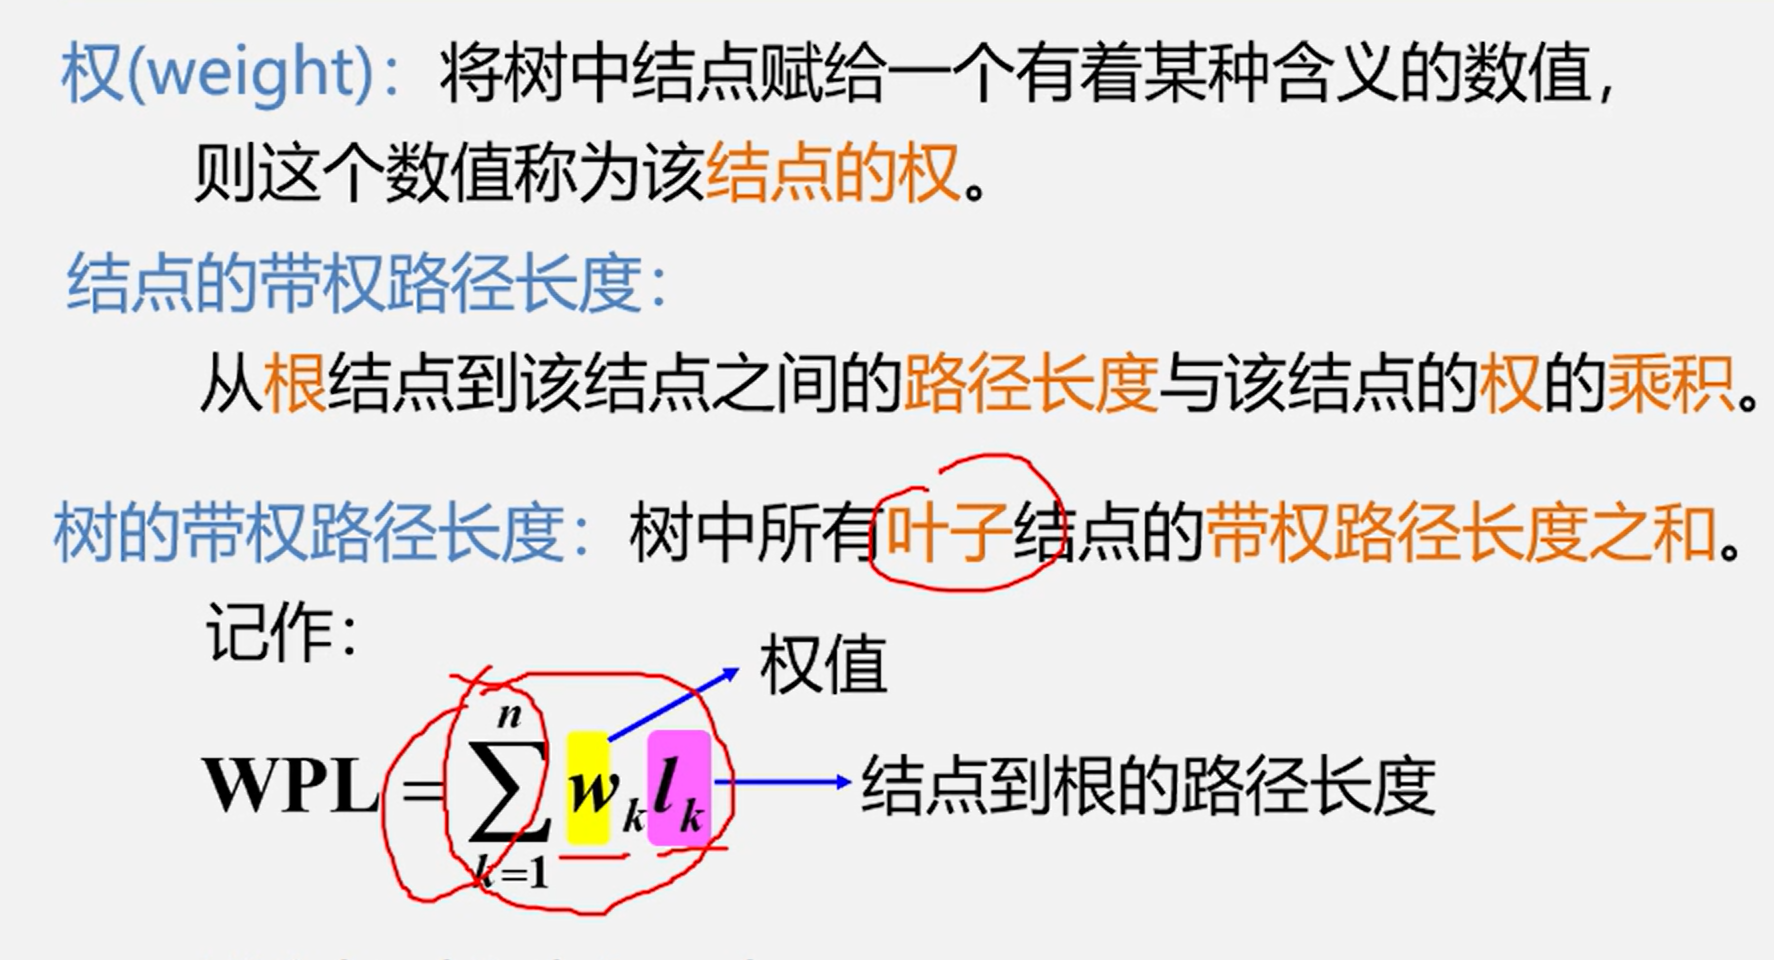 权(weight)：将树中结点赋给一个有着某种含义的数值，
则这个数值称为该结点的权。
结点的带权路径长度：
从根结点到该结点之间的路径长度与该结点的权的乘积。
树的带权路径长度：树中所有叶子结点的带权路径长度之和。
记作：
权值
n
WPL = ∑ wₖlₖ 结点到根的路径长度
k=1